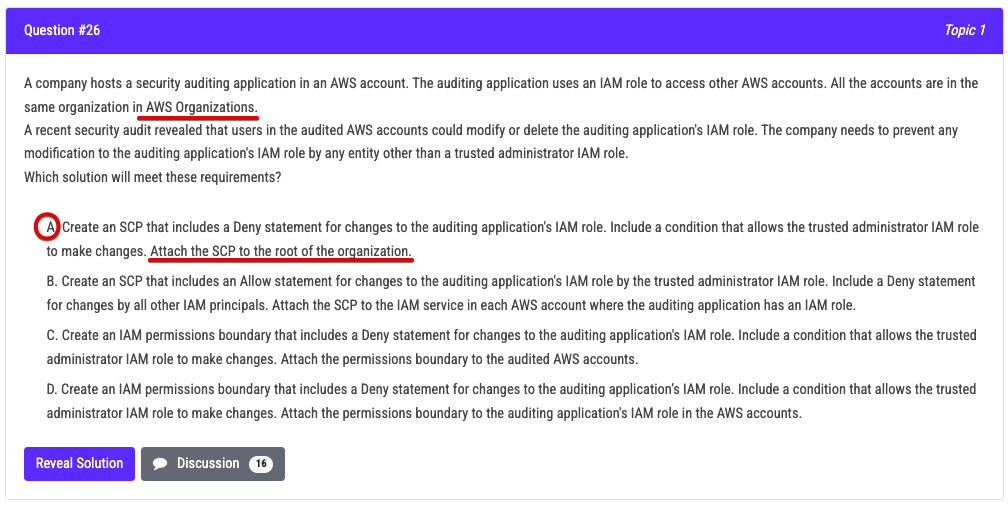 Question #26
Topic 1
A company hosts a security auditing application in an AWS account. The auditing application uses an IAM role to access other AWS accounts. All the accounts are in the
same organization in AWS Organizations.
A recent security audit revealed that users in the audited AWS accounts could modify or delete the auditing application's IAM role. The company needs to prevent any
modification to the auditing application's IAM role by any entity other than a trusted administrator IAM role.
Which solution will meet these requirements?
A. Create an SCP that includes a Deny statement for changes to the auditing application's IAM role. Include a condition that allows the trusted administrator IAM role
to make changes. Attach the SCP to the root of the organization.
B. Create an SCP that includes an Allow statement for changes to the auditing application's IAM role by the trusted administrator IAM role. Include a Deny statement
for changes by all other IAM principals. Attach the SCP to the IAM service in each AWS account where the auditing application has an IAM role.
C. Create an IAM permissions boundary that includes a Deny statement for changes to the auditing application's IAM role. Include a condition that allows the trusted
administrator IAM role to make changes. Attach the permissions boundary to the audited AWS accounts.
D. Create an IAM permissions boundary that includes a Deny statement for changes to the auditing application's IAM role. Include a condition that allows the trusted
administrator IAM role to make changes. Attach the permissions boundary to the auditing application's IAM role in the AWS accounts.
Reveal Solution
Discussion 16